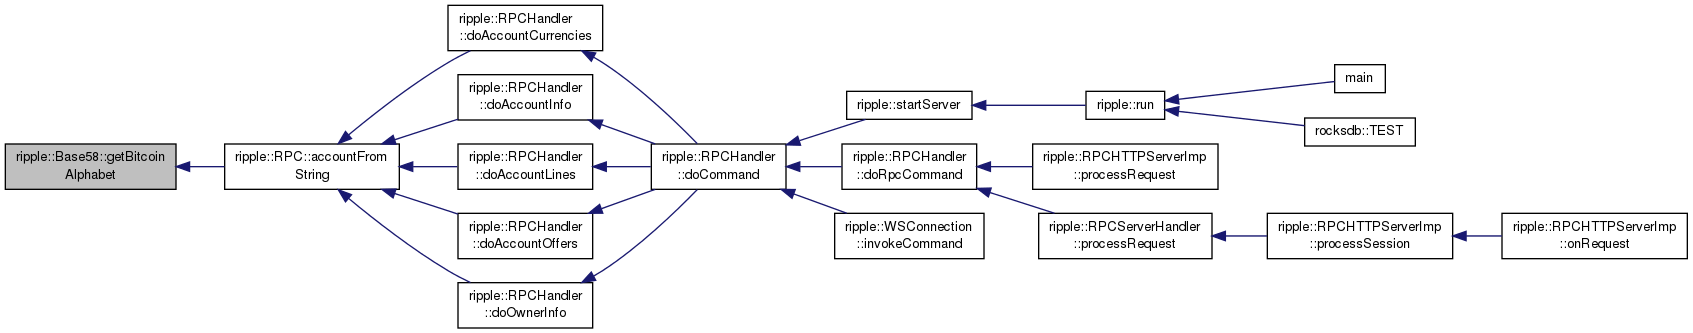 ripple::Base58::getBitcoin
Alphabet
ripple::RPC::accountFrom
String
ripple::RPCHandler
::doAccountCurrencies
ripple::RPCHandler
::doAccountInfo
ripple::RPCHandler
::doAccountLines
ripple::RPCHandler
::doAccountOffers
ripple::RPCHandler
::doOwnerInfo
ripple::RPCHandler
::doCommand
ripple::startServer
ripple::run
main
rocksdb::TEST
ripple::RPCHandler
::doRpcCommand
ripple::RPCHTTPServerImp
::processRequest
ripple::WSConnection
::invokeCommand
ripple::RPCServerHandler
::processRequest
ripple::RPCHTTPServerImp
::processSession
ripple::RPCHTTPServerImp
::onRequest